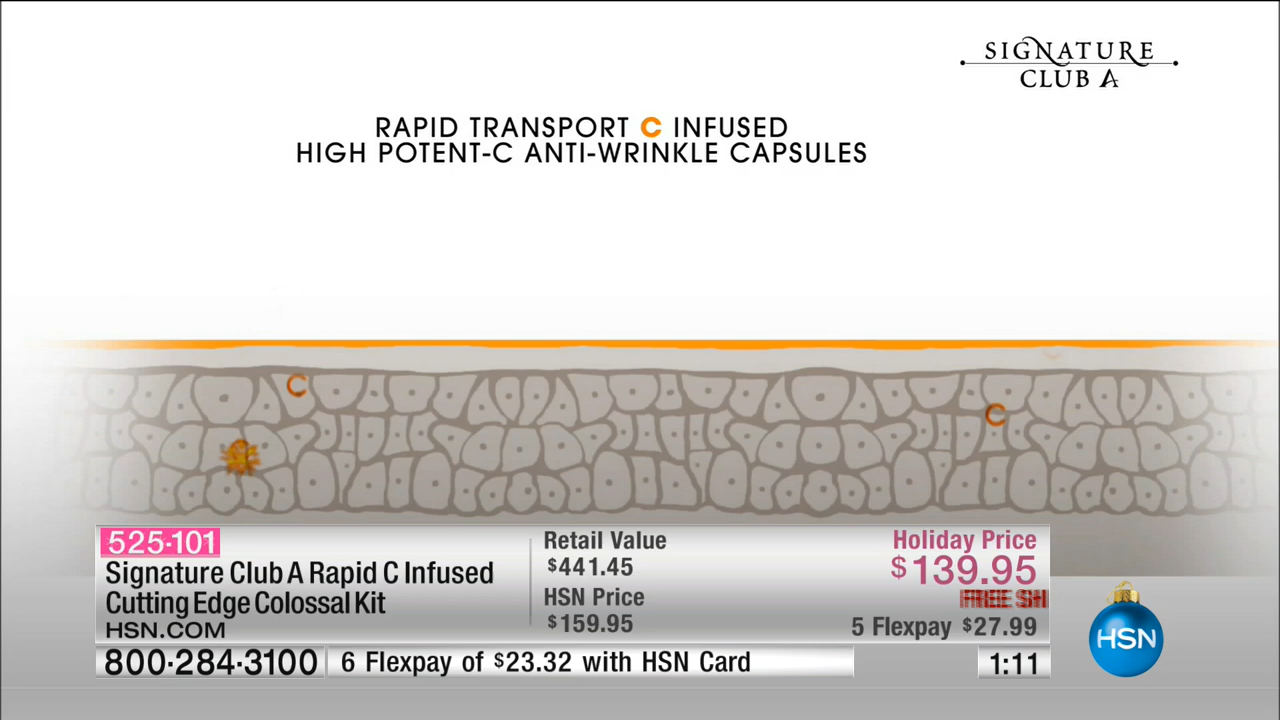 SIGNATURE
CLUB A
RAPID TRANSPORT C INFUSED
HIGH POTENT-C ANTI-WRINKLE CAPSULES
C
C
525-101
Signature Club A Rapid C Infused
Cutting Edge Colossal Kit
HSN.COM
Retail Value
$441.45
HSN Price
$159.95
Holiday Price
$139.95
FREE SH
5 Flexpay $27.99
HSN
800-284-3100
6 Flexpay of $23.32 with HSN Card
1:11